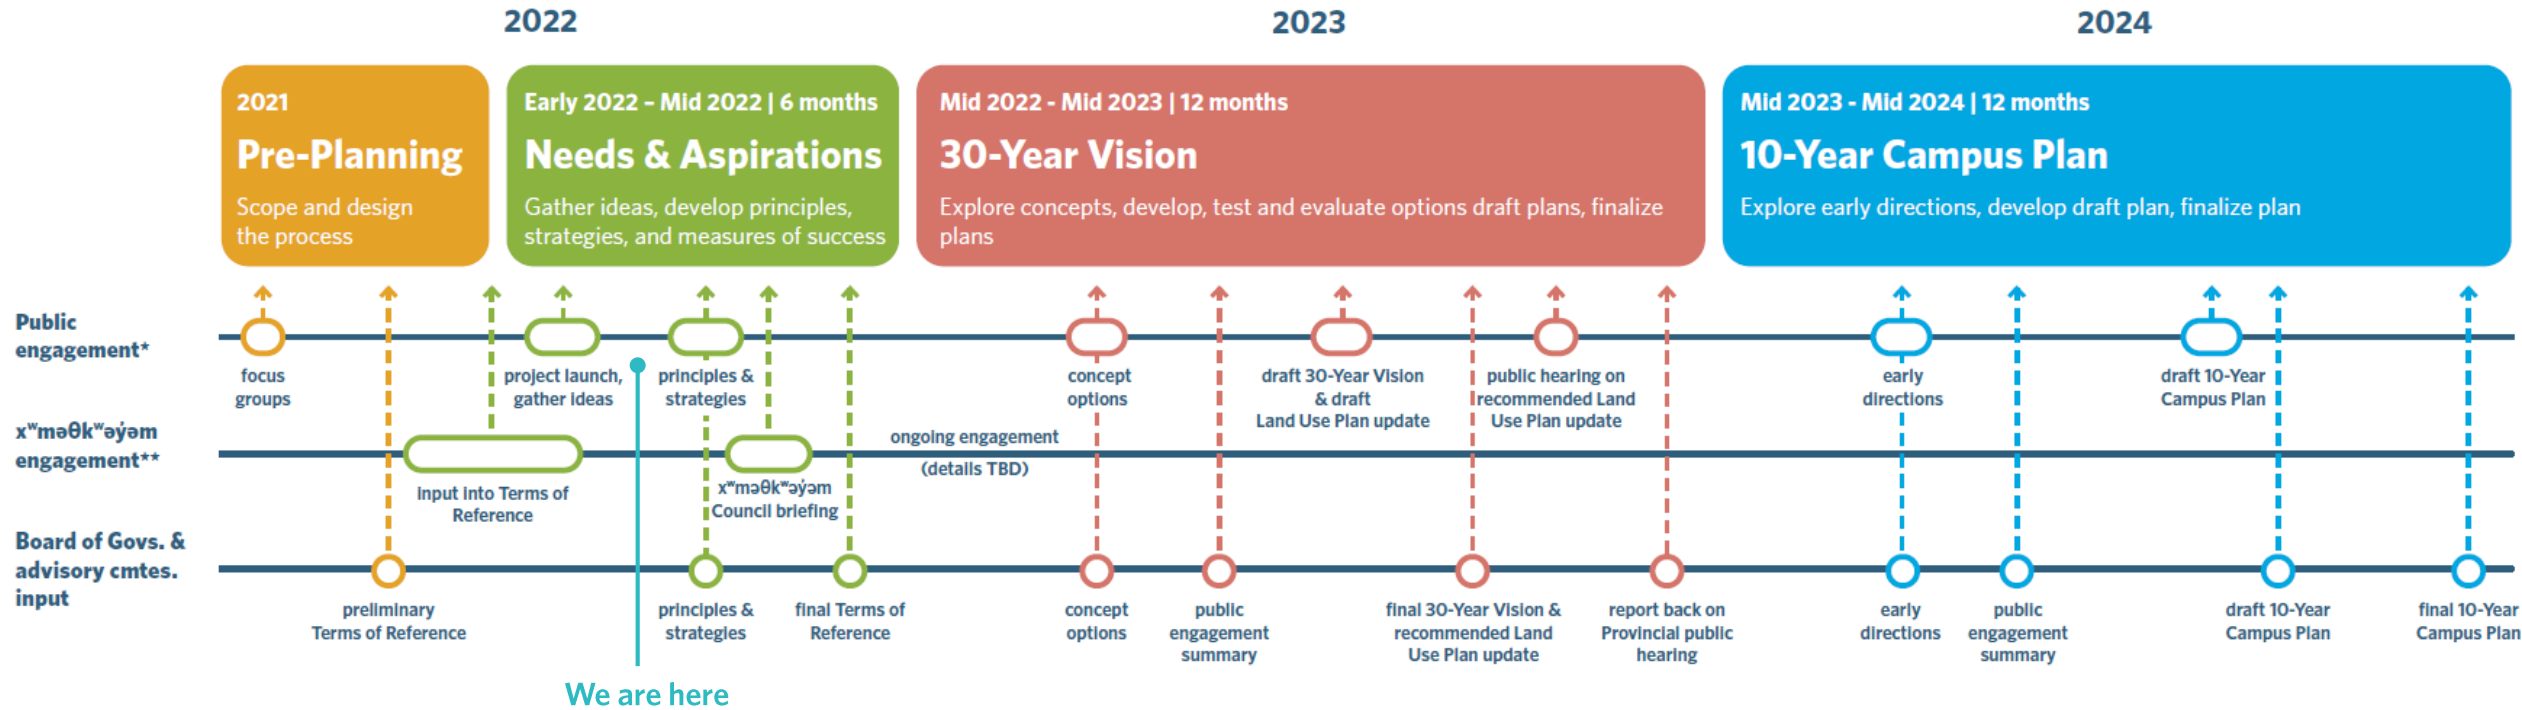 2022
2023
2024
2021
Pre-Planning
Scope and design
the process
Early 2022 – Mid 2022 | 6 months
Needs & Aspirations
Gather ideas, develop principles,
strategies, and measures of success
Mid 2022 - Mid 2023 | 12 months
30-Year Vision
Explore concepts, develop, test and evaluate options draft plans, finalize
plans
Mid 2023 - Mid 2024 | 12 months
10-Year Campus Plan
Explore early directions, develop draft plan, finalize plan
Public
engagement*
focus
groups
project launch,
gather ideas
principles &
strategies
concept
options
draft 30-Year Vision
& draft
Land Use Plan update
public hearing on
recommended Land
Use Plan update
early
directions
draft 10-Year
Campus Plan
xʷməθkʷəy̓əm
engagement**
input into Terms of
Reference
xʷməθkʷəy̓əm
Council briefing
ongoing engagement
(details TBD)
Board of Govs. &
advisory cmtes.
input
preliminary
Terms of Reference
principles &
strategies
final Terms of
Reference
concept
options
public
engagement
summary
final 30-Year Vision &
recommended Land
Use Plan update
report back on
Provincial public
hearing
early
directions
public
engagement
summary
draft 10-Year
Campus Plan
final 10-Year
Campus Plan
We are here